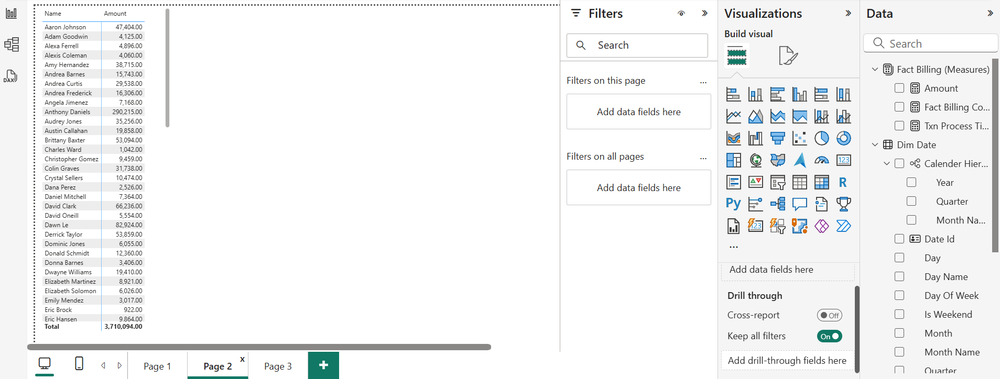 Name Amount
Aaron Johnson 47,404.00
Adam Goodwin 4,125.00
Alexa Ferrell 4,896.00
Alexis Coleman 4,060.00
Amy Hernandez 38,715.00
Andrea Barnes 15,743.00
Andrea Curtis 29,538.00
Andrea Frederick 16,306.00
Angela Jimenez 7,168.00
Anthony Daniels 290,215.00
Audrey Jones 35,256.00
Austin Callahan 19,858.00
Brittany Baxter 53,094.00
Charles Ward 1,042.00
Christopher Gomez 9,459.00
Colin Graves 31,738.00
Crystal Sellers 10,474.00
Dana Perez 2,526.00
Daniel Mitchell 7,364.00
David Clark 66,236.00
David Oneill 5,554.00
Dawn Le 82,924.00
Derrick Taylor 53,859.00
Dominic Jones 6,055.00
Donald Schmidt 12,360.00
Donna Barnes 3,406.00
Dwayne Williams 19,410.00
Elizabeth Martinez 8,921.00
Elizabeth Solomon 6,026.00
Emily Mendez 3,017.00
Eric Brock 922.00
Eric Hansen 9,864.00
Total 3,710,094.00
DAX
Page 1
Page 2 x
Page 3
+
Filters
Search
Filters on this page ...
Add data fields here
Filters on all pages ...
Add data fields here
Visualizations
Build visual
123
R
Py
123
...
Add data fields here
Drill through
Cross-report Off
Keep all filters On
Add drill-through fields here
Data
Search
Fact Billing (Measures)
Amount
Fact Billing Co...
Txn Process Ti...
Dim Date
Calender Hier...
Year
Quarter
Month Na...
Date Id
Day
Day Name
Day Of Week
Is Weekend
Month
Month Name
Quarter